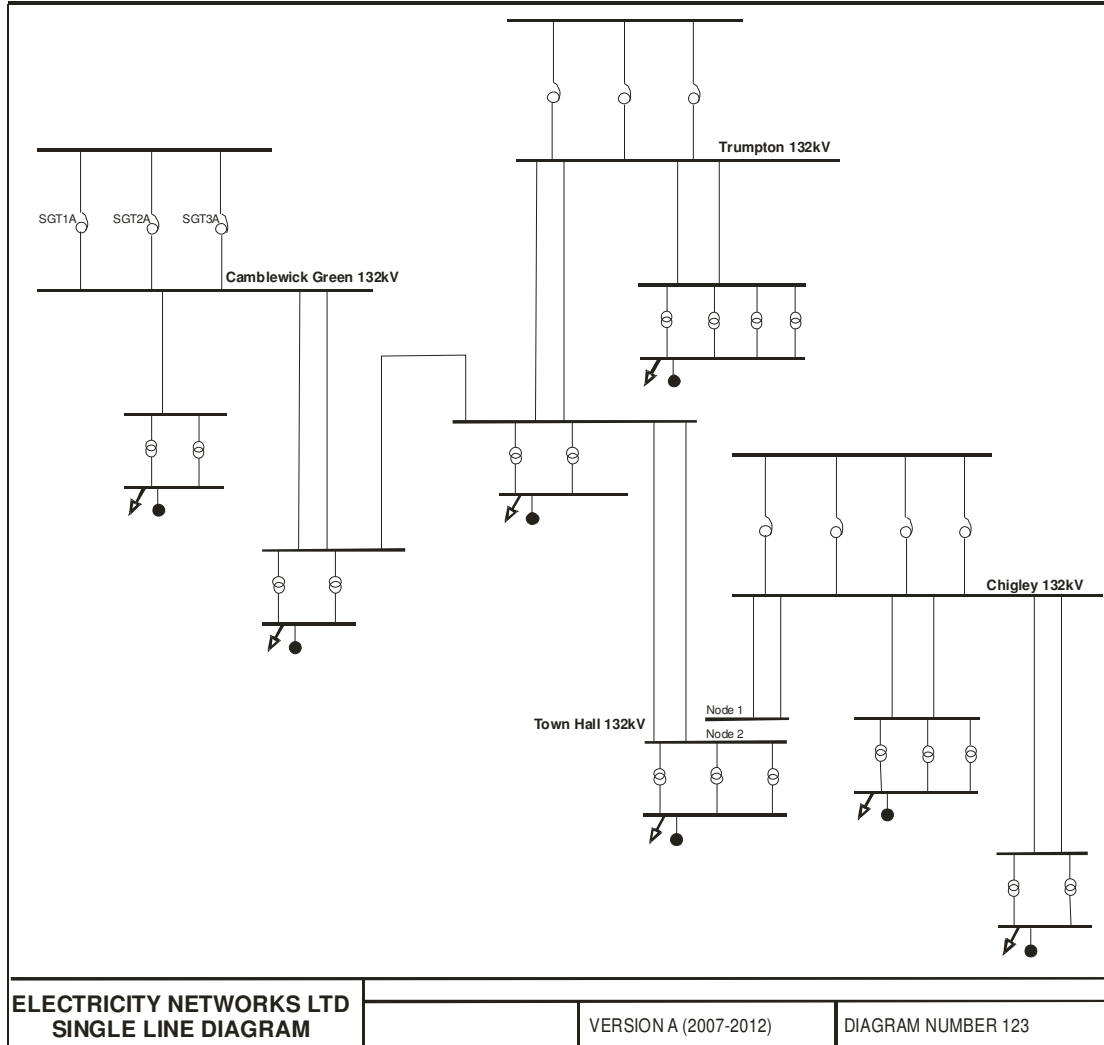 Trumpton 132kV
SGT1A SGT2A SGT3A
Camblewick Green 132kV
Chigley 132kV
Node 1
Town Hall 132kV
Node 2
ELECTRICITY NETWORKS LTD
SINGLE LINE DIAGRAM
VERSION A (2007-2012)
DIAGRAM NUMBER 123